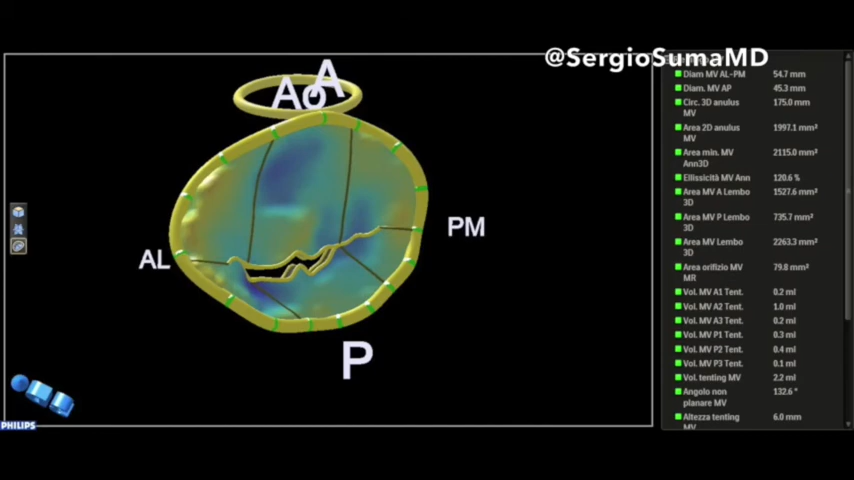 @SergioSumaMD
Diam MV AL-PM 54.7 mm
Diam. MV AP 45.3 mm
Circ. 3D anulus 175.0 mm
MV
Area 2D anulus 1997.1 mm²
MV
Area min. MV 2115.0 mm²
Ann3D
Ellissicità MV Ann 120.6 %
Area MV A Lembo 1527.6 mm²
3D
Area MV P Lembo 735.7 mm²
3D
Area MV Lembo 2263.3 mm²
3D
Area orifizio MV 79.8 mm²
MR
Vol. MV A1 Tent. 0.2 ml
Vol. MV A2 Tent. 1.0 ml
Vol. MV A3 Tent. 0.2 ml
Vol. MV P1 Tent. 0.3 ml
Vol. MV P2 Tent. 0.4 ml
Vol. MV P3 Tent. 0.1 ml
Vol. tenting MV 2.2 ml
Angolo non 132.6 °
planare MV
Altezza tenting 6.0 mm
MV
A
Ao
PM
AL
P
PHILIPS